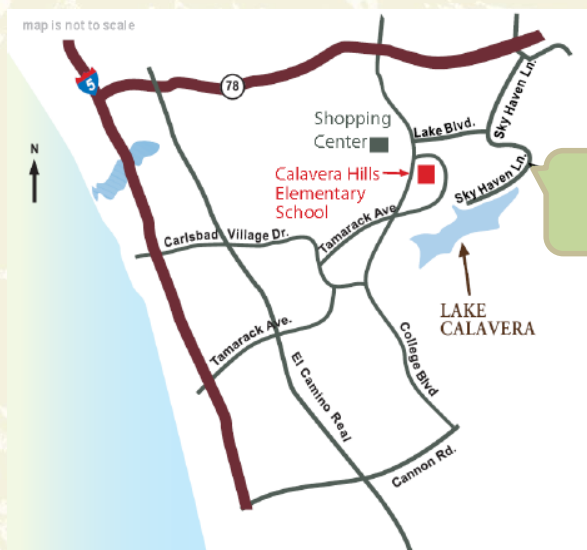 map is not to scale
5
78
N
Shopping
Center
Lake Blvd.
Sky Haven Ln.
Calavera Hills
Elementary
School
Sky Haven Ln.
Tamarack Ave
Carlsbad Village Dr.
LAKE
CALAVERA
Tamarack Ave.
El Camino Real
College Blvd
Cannon Rd.